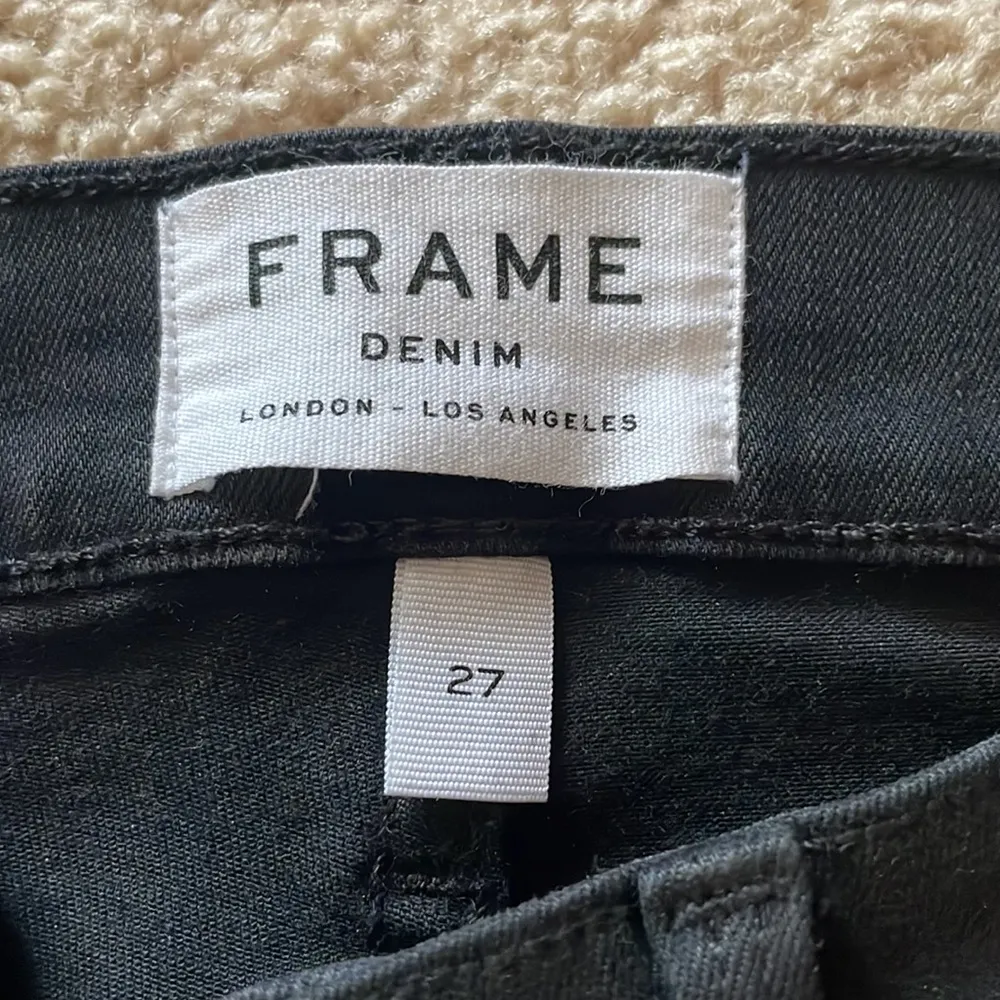 FRAME
DENIM
LONDON - LOS ANGELES
27